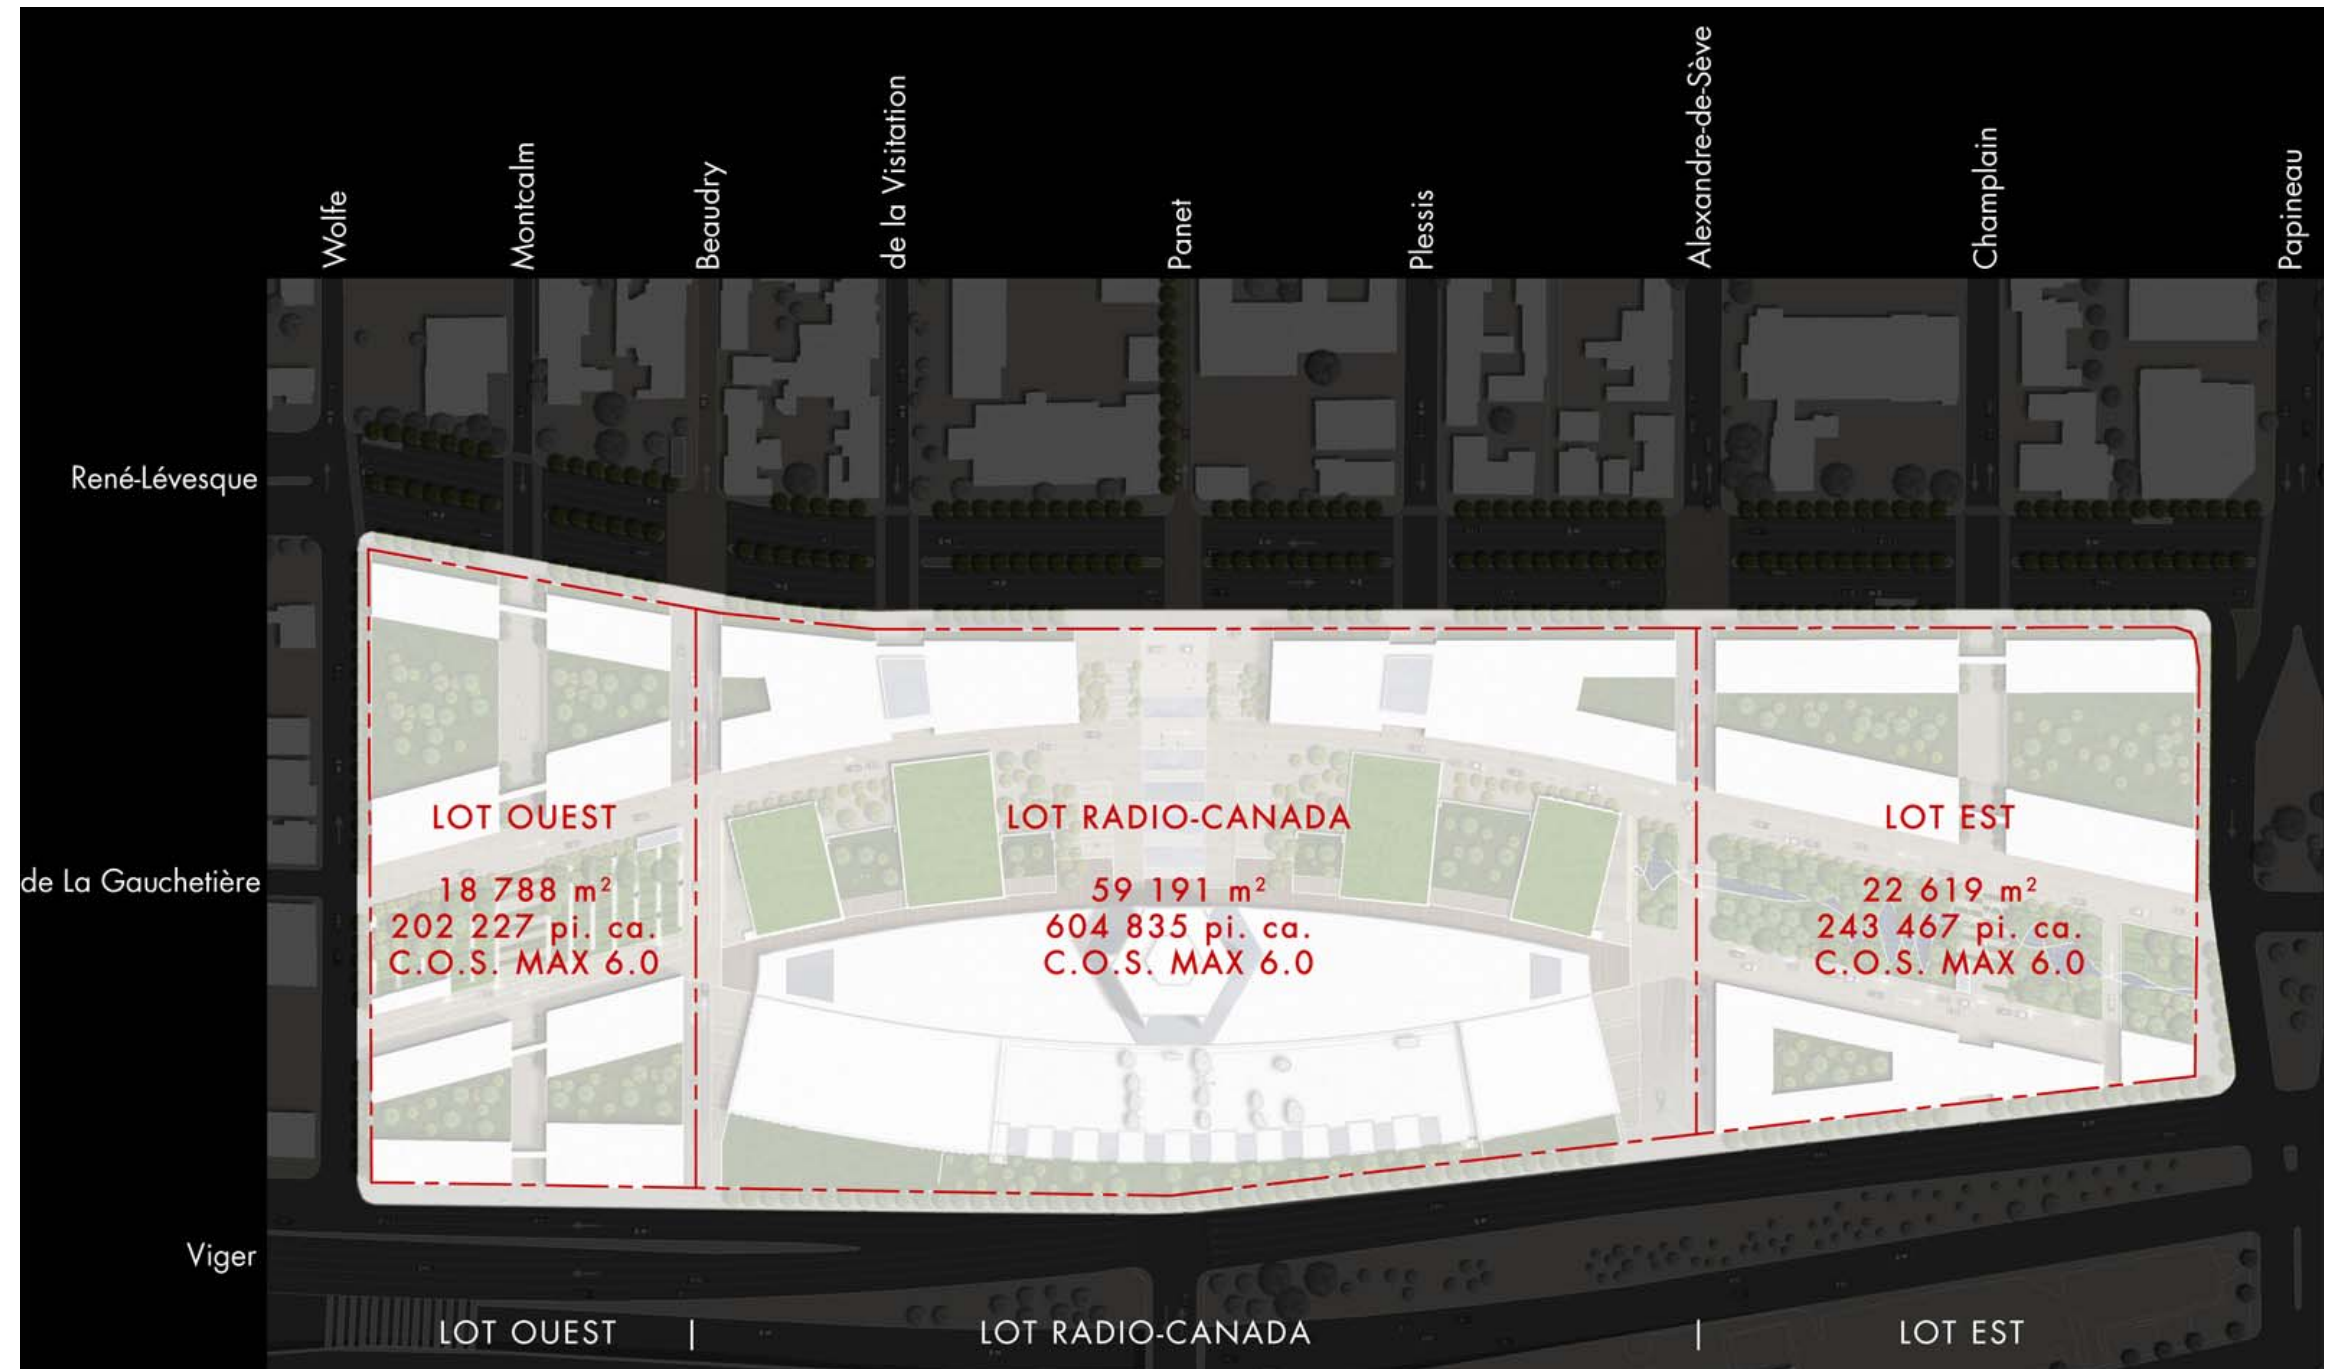 Wolfe
Montcalm
Beaudry
de la Visitation
Panet
Plessis
Alexandre-de-Sève
Champlain
Papineau
René-Lévesque
de La Gauchetière
Viger
LOT OUEST
18 788 m²
202 227 pi. ca.
C.O.S. MAX 6.0
LOT RADIO-CANADA
59 191 m²
604 835 pi. ca.
C.O.S. MAX 6.0
LOT EST
22 619 m²
243 467 pi. ca.
C.O.S. MAX 6.0
LOT OUEST | LOT RADIO-CANADA | LOT EST